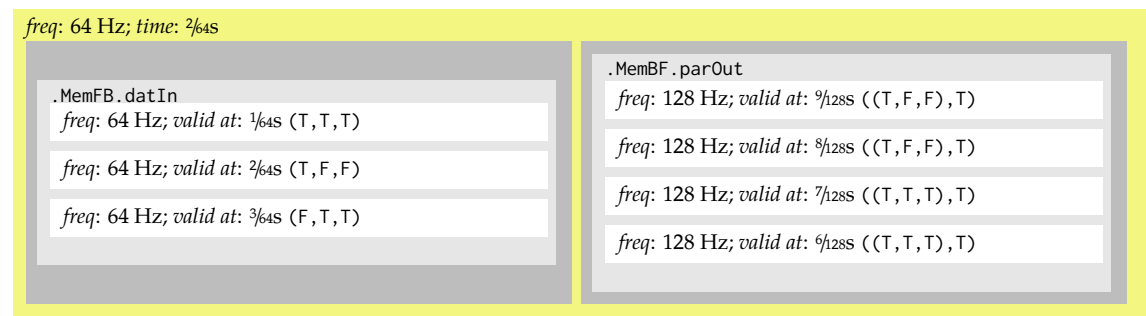 freq: 64 Hz; time: ²⁄₆₄s
.MemFB.datIn
freq: 64 Hz; valid at: ¹⁄₆₄s (T,T,T)
freq: 64 Hz; valid at: ²⁄₆₄s (T,F,F)
freq: 64 Hz; valid at: ³⁄₆₄s (F,T,T)
.MemBF.parOut
freq: 128 Hz; valid at: ⁹⁄₁₂₈s ((T,F,F),T)
freq: 128 Hz; valid at: ⁸⁄₁₂₈s ((T,F,F),T)
freq: 128 Hz; valid at: ⁷⁄₁₂₈s ((T,T,T),T)
freq: 128 Hz; valid at: ⁶⁄₁₂₈s ((T,T,T),T)